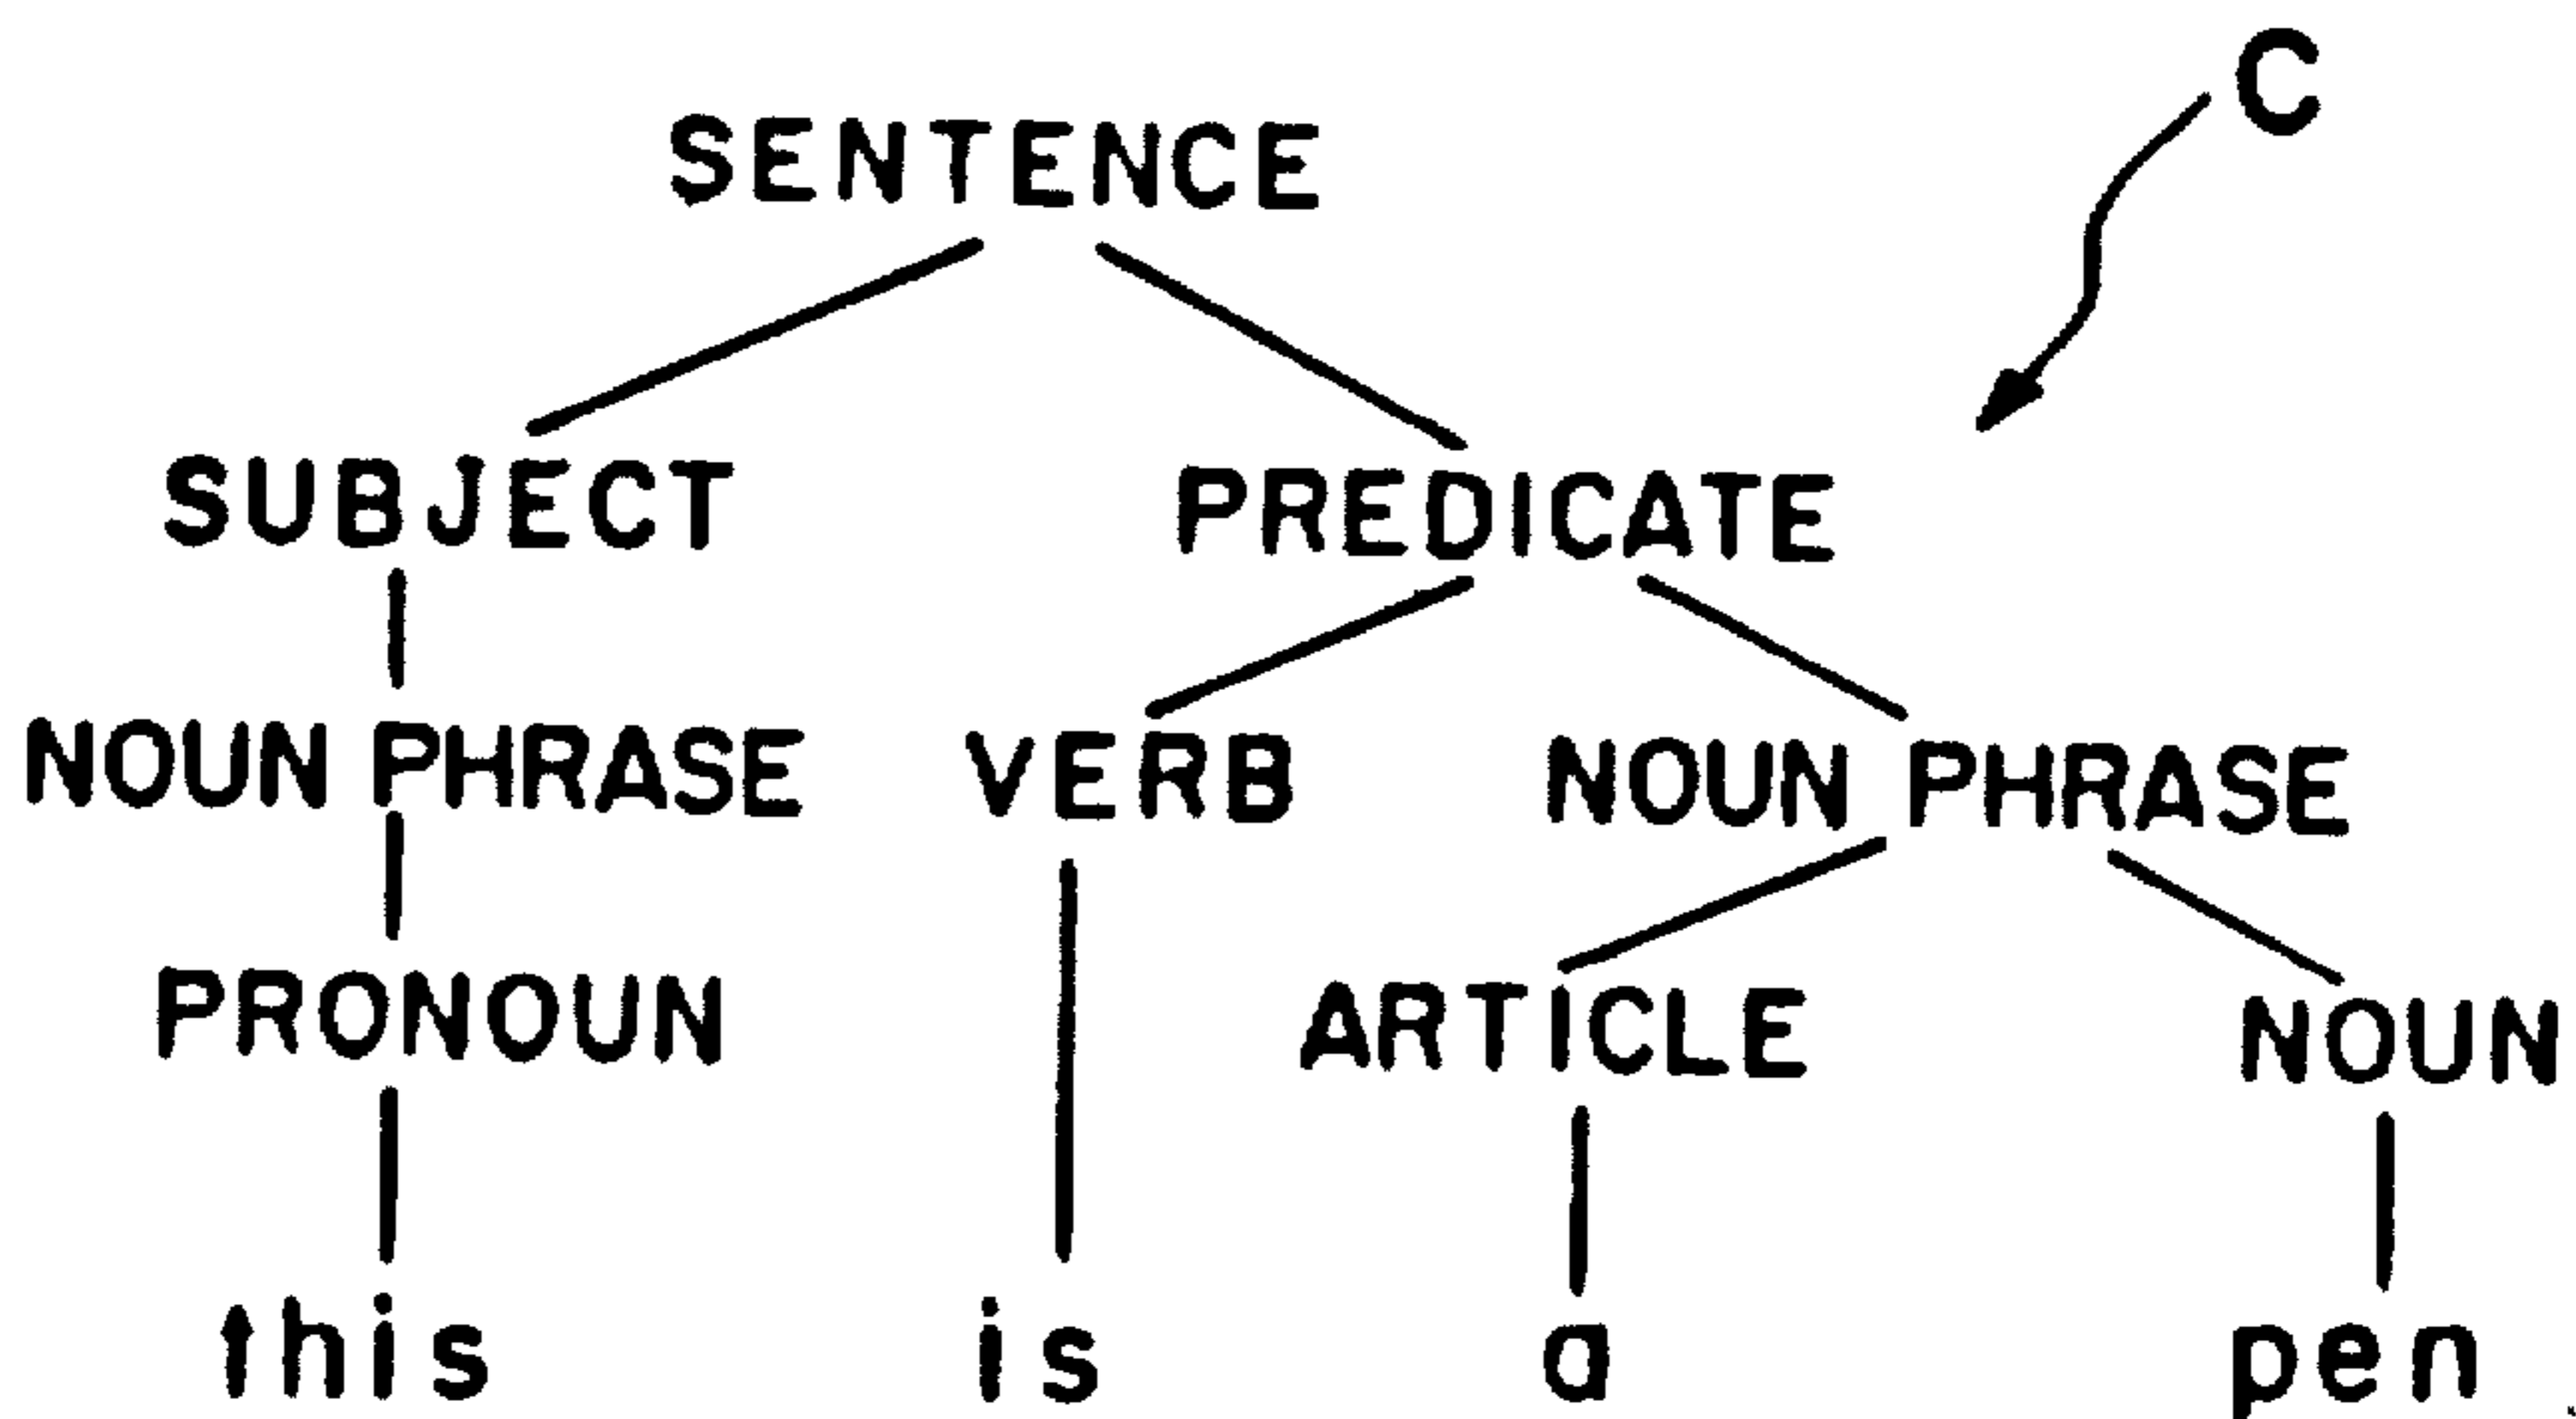 C
SENTENCE
SUBJECT PREDICATE
NOUN PHRASE VERB NOUN PHRASE
PRONOUN ARTICLE NOUN
this is a pen